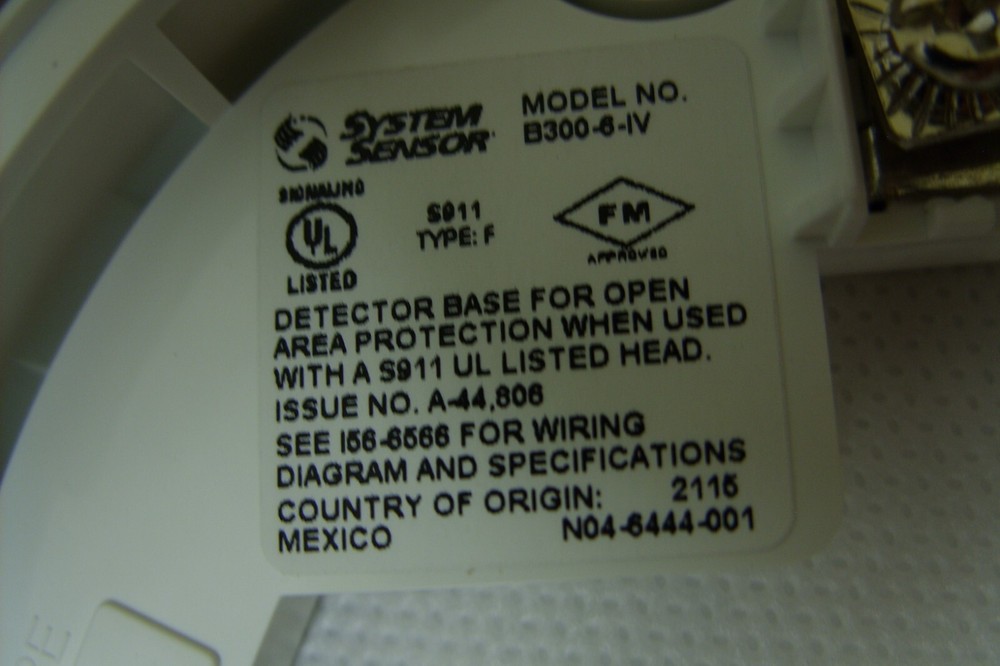 SYSTEM SENSOR
MODEL NO.
B300-6-IV
SIGNALING
UL
LISTED
S911
TYPE: F
FM
APPROVED
DETECTOR BASE FOR OPEN
AREA PROTECTION WHEN USED
WITH A S911 UL LISTED HEAD.
ISSUE NO. A-44,806
SEE I56-6566 FOR WIRING
DIAGRAM AND SPECIFICATIONS
COUNTRY OF ORIGIN: 2115
MEXICO N04-6444-001